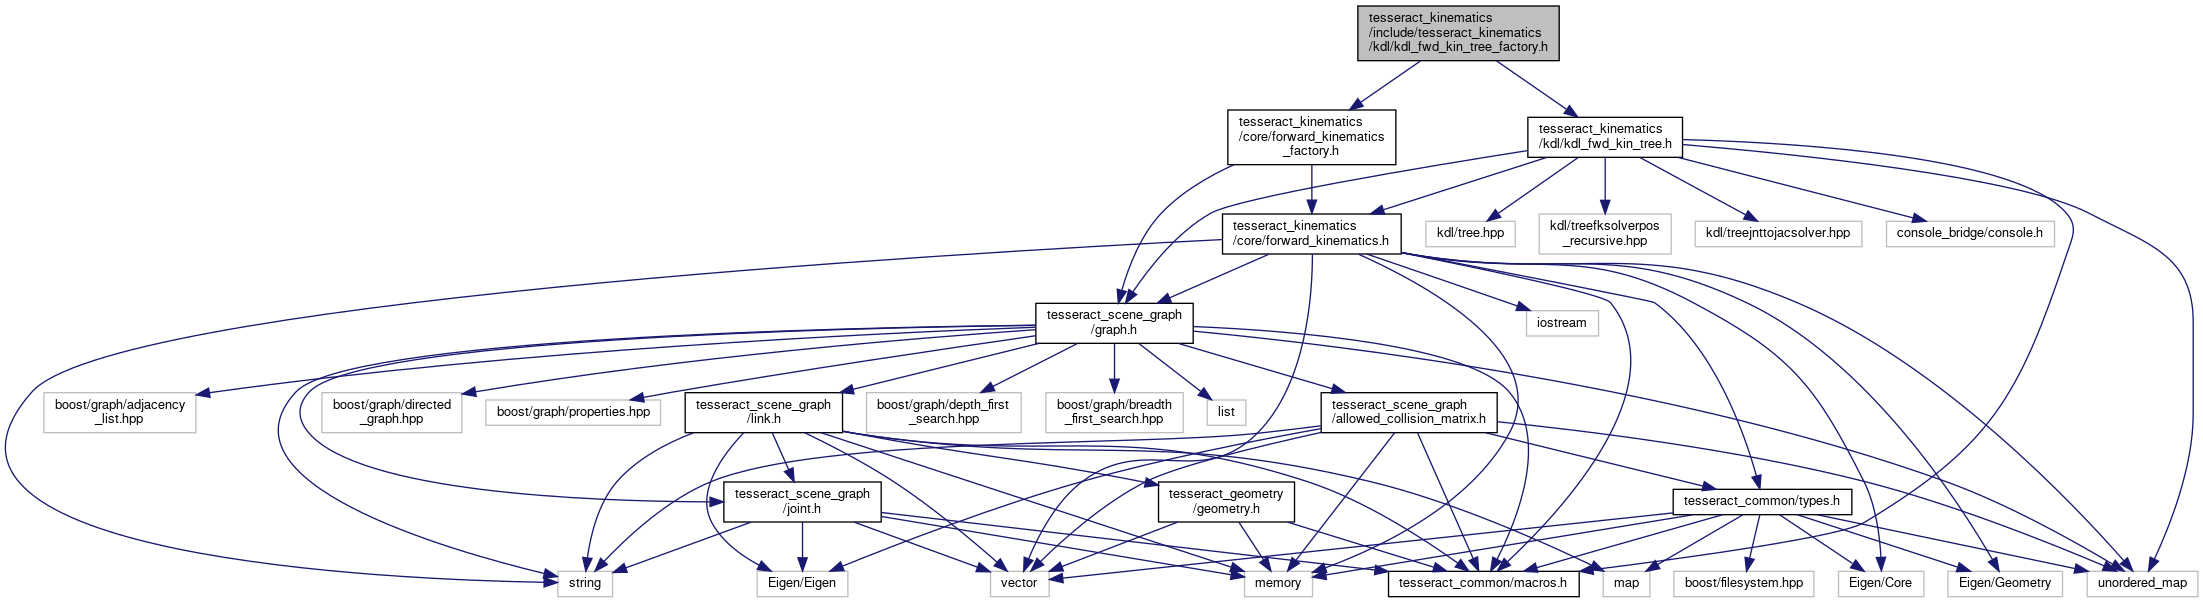 tesseract_kinematics
/include/tesseract_kinematics
/kdl/kdl_fwd_kin_tree_factory.h
tesseract_kinematics
/core/forward_kinematics
_factory.h
tesseract_kinematics
/kdl/kdl_fwd_kin_tree.h
tesseract_kinematics
/core/forward_kinematics.h
kdl/tree.hpp
kdl/treefksolverpos
_recursive.hpp
kdl/treejnttojacsolver.hpp
console_bridge/console.h
tesseract_scene_graph
/graph.h
iostream
boost/graph/adjacency
_list.hpp
boost/graph/directed
_graph.hpp
boost/graph/properties.hpp
tesseract_scene_graph
/link.h
boost/graph/depth_first
_search.hpp
boost/graph/breadth
_first_search.hpp
list
tesseract_scene_graph
/allowed_collision_matrix.h
tesseract_scene_graph
/joint.h
tesseract_geometry
/geometry.h
tesseract_common/types.h
string
Eigen/Eigen
vector
memory
tesseract_common/macros.h
map
boost/filesystem.hpp
Eigen/Core
Eigen/Geometry
unordered_map